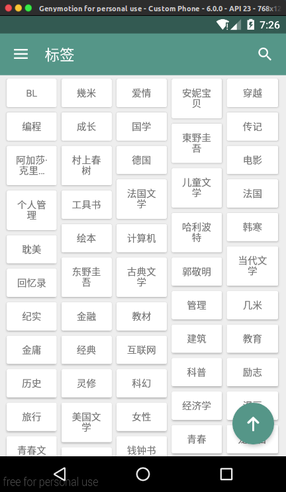 Genymotion for personal use - Custom Phone - 6.0.0 - API 23 - 768x1
7:26
标签
BL
几米
爱情
安妮宝
贝
穿越
编程
成长
国学
東野圭
吾
传记
阿加莎·
克里...
村上春
树
德国
儿童文
学
电影
个人管
理
工具书
法国文
学
哈利波
特
法国
耽美
绘本
计算机
郭敬明
韩寒
回忆录
东野圭
吾
古典文
学
管理
当代文
学
纪实
金融
教材
建筑
几米
金庸
经典
互联网
科普
教育
历史
灵修
科幻
经济学
励志
旅行
美国文
学
女性
青春
青春文
钱钟书
free for personal use